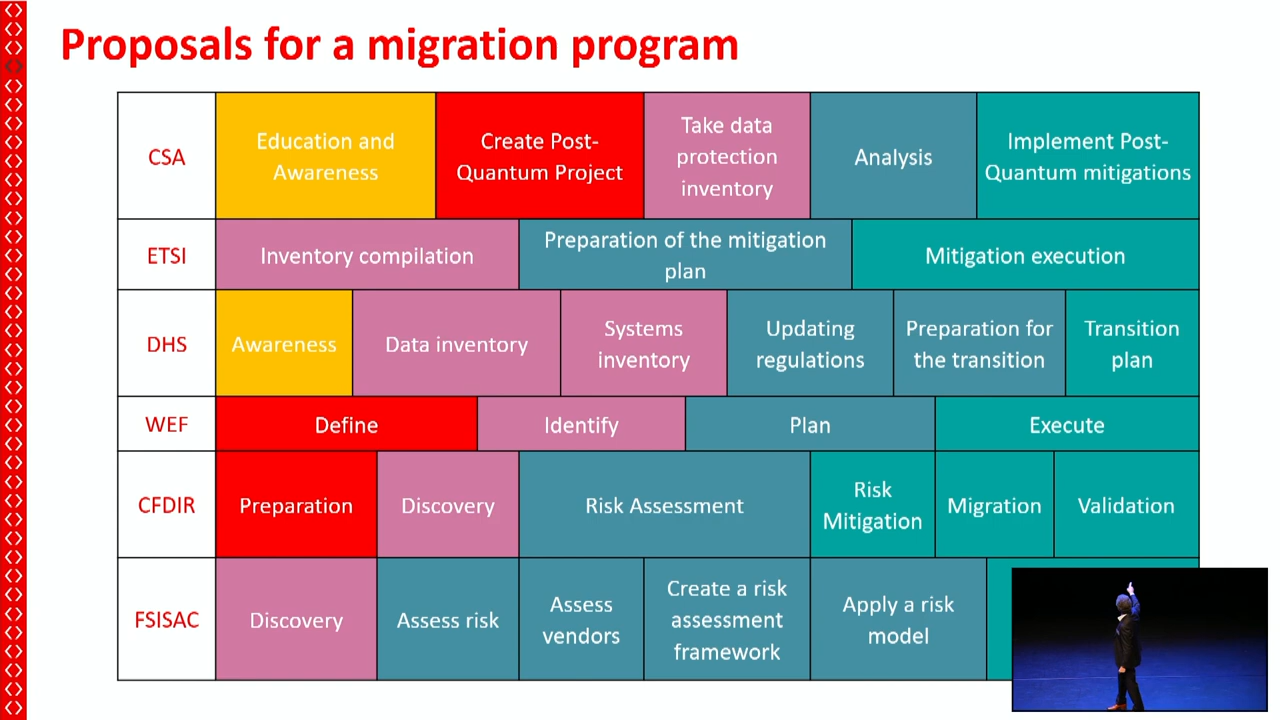 Proposals for a migration program
CSA
Education and
Awareness
Create Post-
Quantum Project
Take data
protection
inventory
Analysis
Implement Post-
Quantum mitigations
ETSI
Inventory compilation
Preparation of the mitigation
plan
Mitigation execution
DHS
Awareness
Data inventory
Systems
inventory
Updating
regulations
Preparation for
the transition
Transition
plan
WEF
Define
Identify
Plan
Execute
CFDIR
Preparation
Discovery
Risk Assessment
Risk
Mitigation
Migration
Validation
FSISAC
Discovery
Assess risk
Assess
vendors
Create a risk
assessment
framework
Apply a risk
model